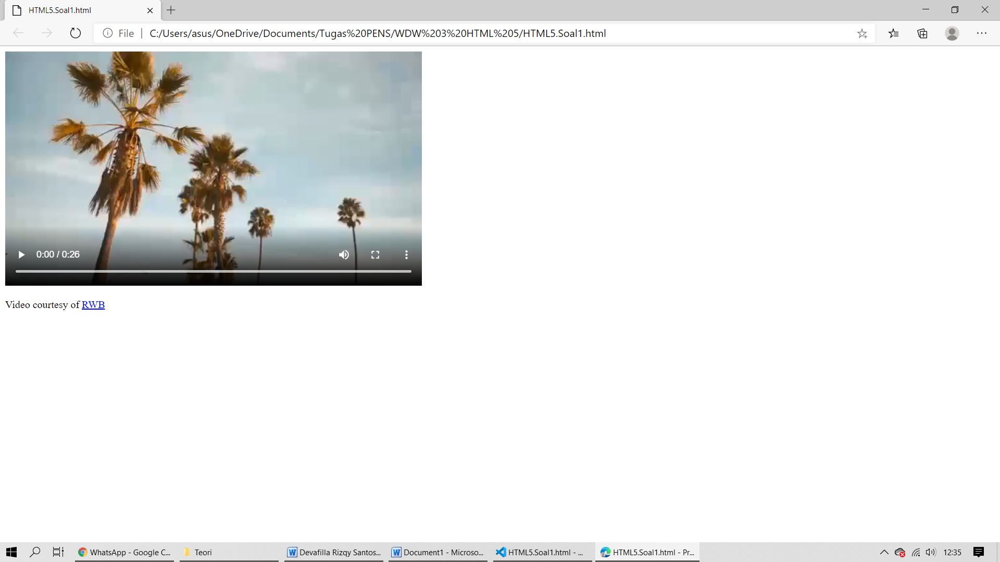 HTML5.Soal1.html
File | C:/Users/asus/OneDrive/Documents/Tugas%20PENS/WDW%203%20HTML%205/HTML5.Soal1.html
0:00 / 0:26
Video courtesy of RWB
WhatsApp - Google C... Teori Devafilla Rizqy Santos... Document1 - Microso... HTML5.Soal1.html - ... HTML5.Soal1.html - Pr... 12:35